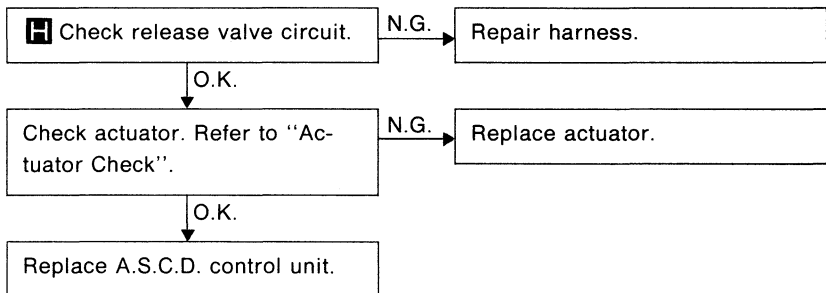 H Check release valve circuit.
N.G.
Repair harness.
O.K.
Check actuator. Refer to “Ac-
tuator Check”.
N.G.
Replace actuator.
O.K.
Replace A.S.C.D. control unit.